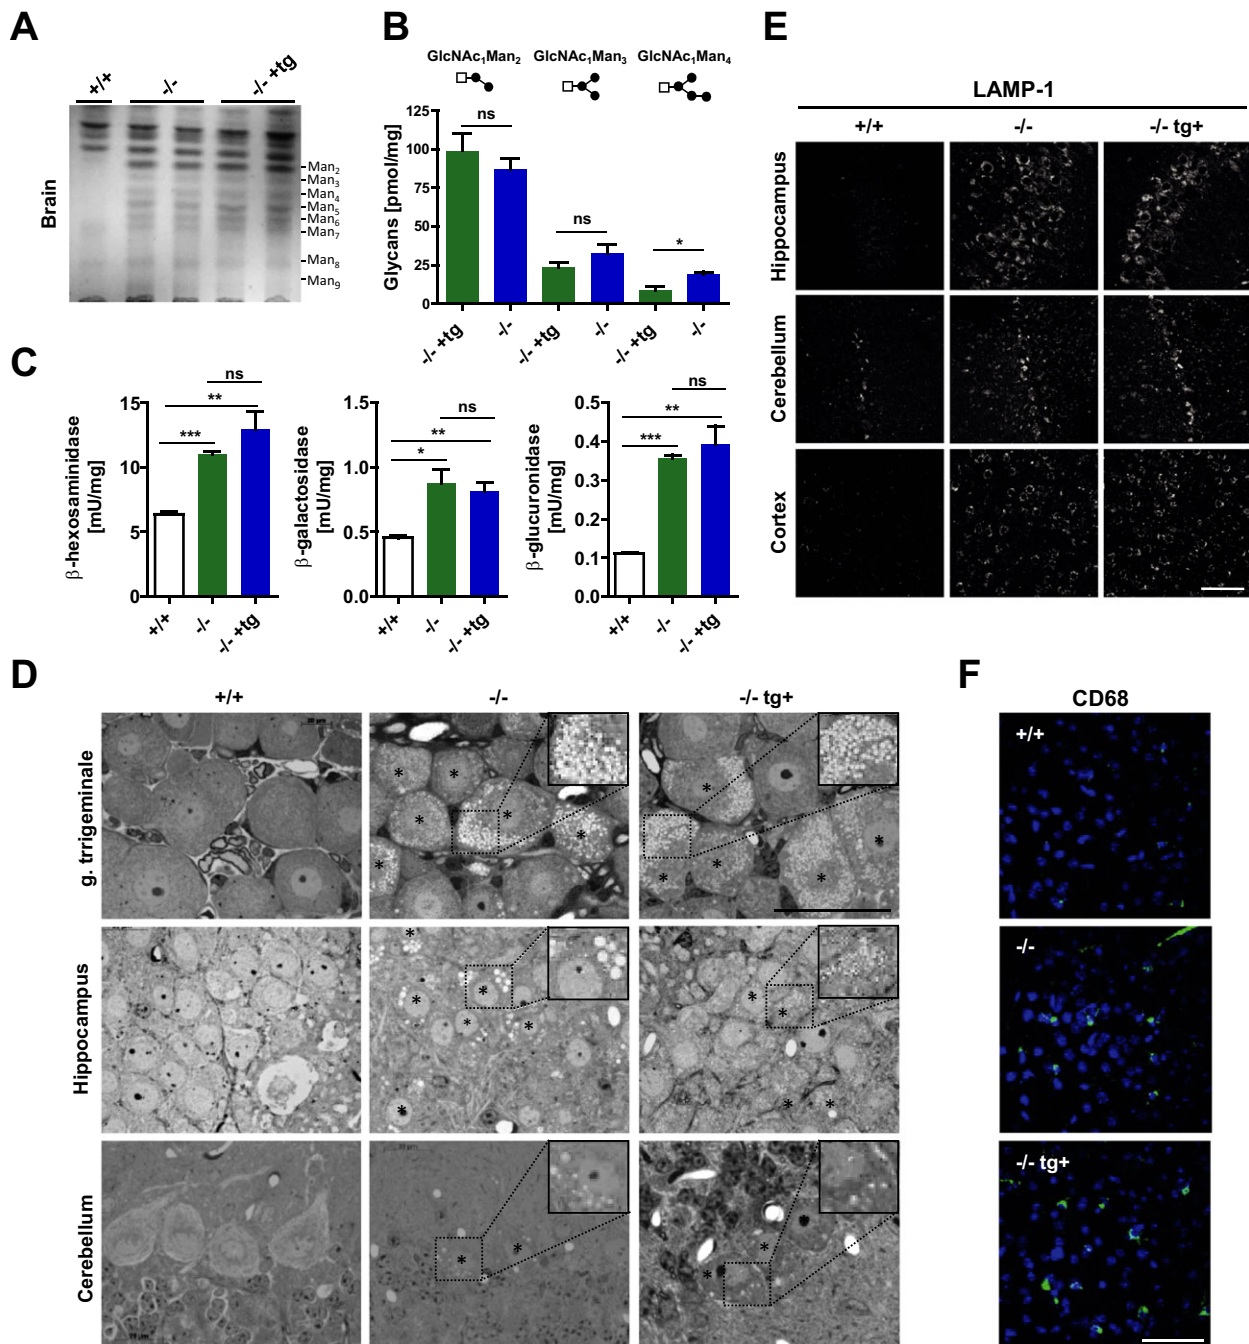 A
+/+
-/-
-/- +tg
Brain
Man2
Man3
Man4
Man5
Man6
Man7
Man8
Man9
B
GlcNAc1Man2
GlcNAc1Man3
GlcNAc1Man4
Glycans [pmol/mg]
125
100
75
50
25
0
ns
ns
*
-/- +tg
-/-
-/- +tg
-/-
-/- +tg
-/-
C
β-hexosaminidase
[mU/mg]
15
10
5
0
ns
**
***
+/+
-/-
-/- +tg
β-galactosidase
[mU/mg]
1.5
1.0
0.5
0.0
ns
**
*
+/+
-/-
-/- +tg
β-glucuronidase
[mU/mg]
0.5
0.4
0.3
0.2
0.1
0.0
ns
**
***
+/+
-/-
-/- +tg
D
+/+
-/-
-/- tg+
g. trrigeminale
Hippocampus
Cerebellum
E
LAMP-1
+/+
-/-
-/- tg+
Hippocampus
Cerebellum
Cortex
F
CD68
+/+
-/-
-/- tg+